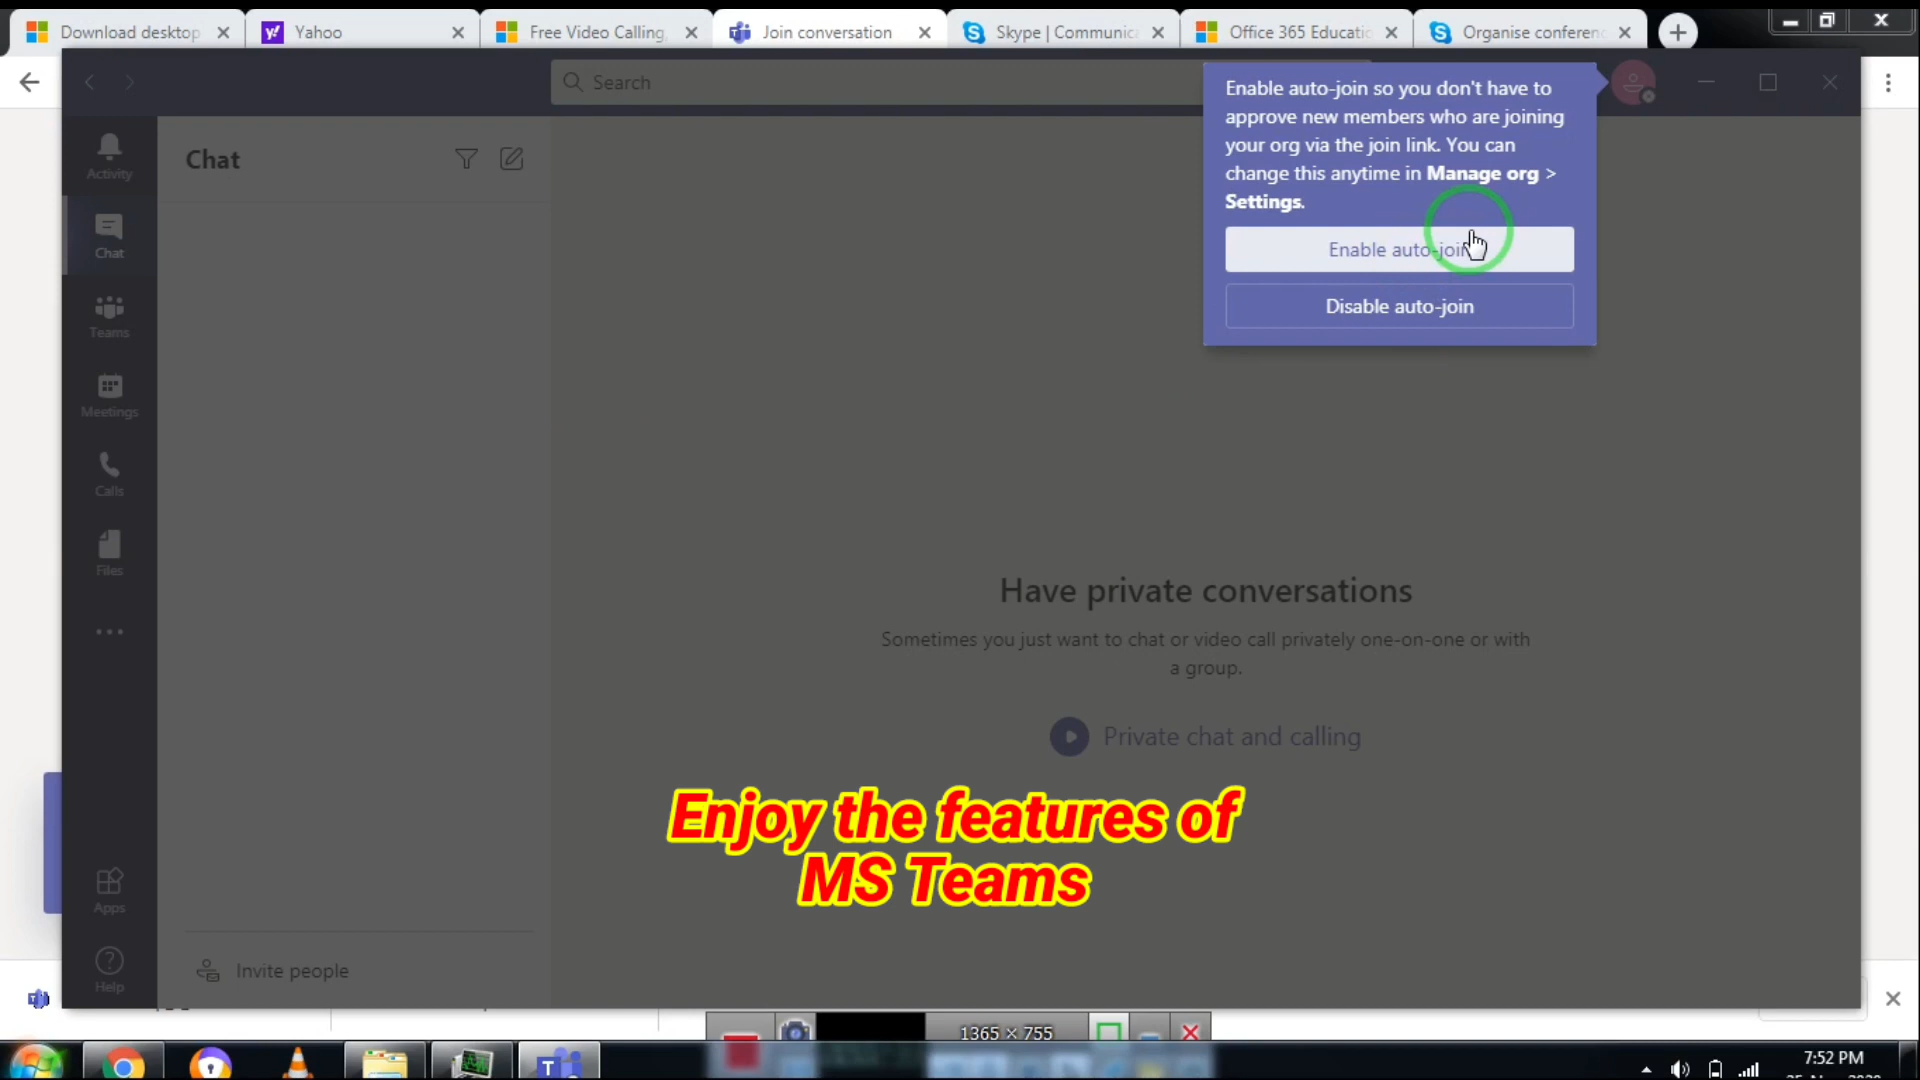 Download desktop
Yahoo
Free Video Calling,
Join conversation
Skype | Communica
Office 365 Educatio
Organise conferen
Search
Enable auto-join so you don't have to
approve new members who are joining
your org via the join link. You can
change this anytime in Manage org >
Settings.
Enable auto-join
Disable auto-join
Activity
Chat
Chat
Teams
Meetings
Calls
Files
Have private conversations
Sometimes you just want to chat or video call privately one-on-one or with
a group.
Private chat and calling
Enjoy the features of
MS Teams
Apps
Help
Invite people
1365 × 755
7:52 PM